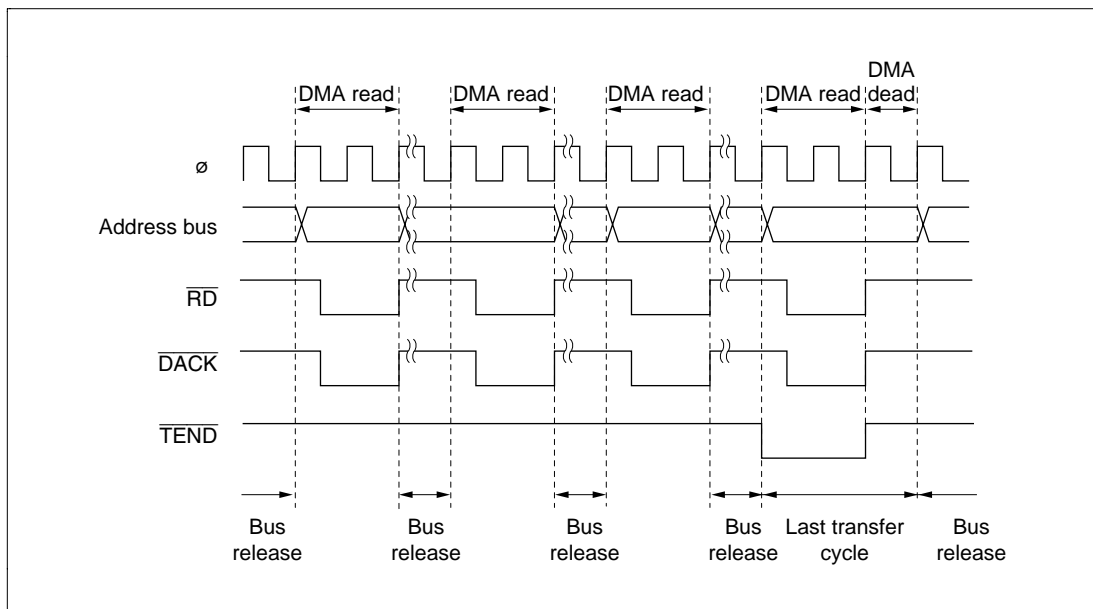 DMA
dead
DMA read DMA read DMA read DMA read
ø
Address bus
RD
DACK
TEND
Bus release
Bus release
Bus release
Bus release
Last transfer cycle
Bus release